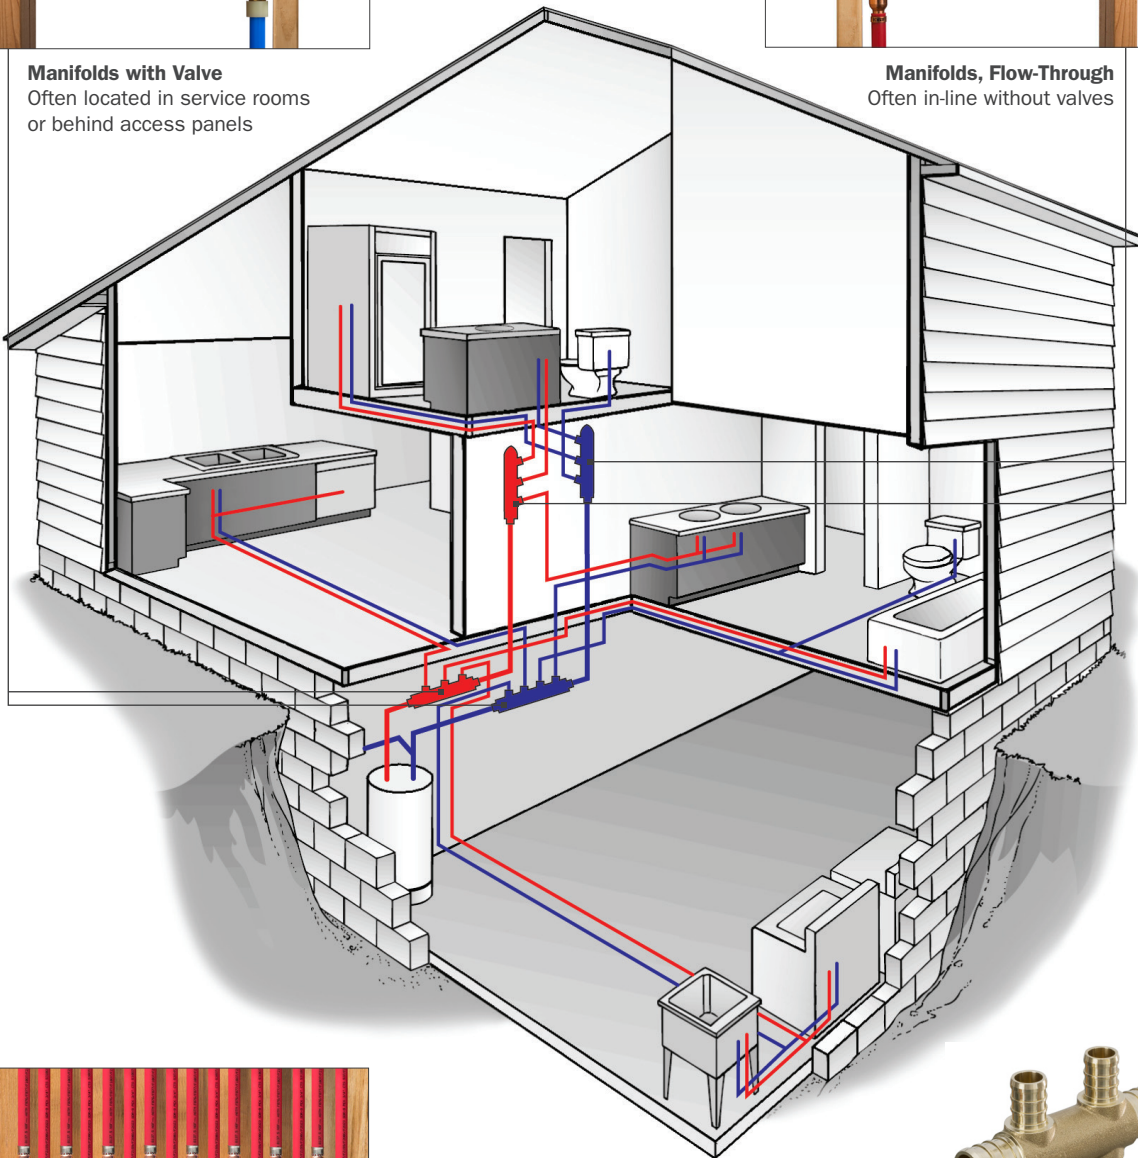 Manifolds with Valve
Often located in service rooms
or behind access panels
Manifolds, Flow-Through
Often in-line without valves